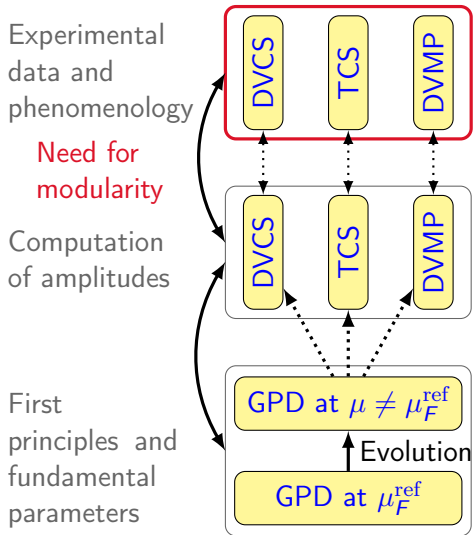 Experimental
data and
phenomenology
DVCS
TCS
DVMP
Need for
modularity
Computation
of amplitudes
DVCS
TCS
DVMP
First
principles and
fundamental
parameters
GPD at μ ≠ μ_F^ref
Evolution
GPD at μ_F^ref